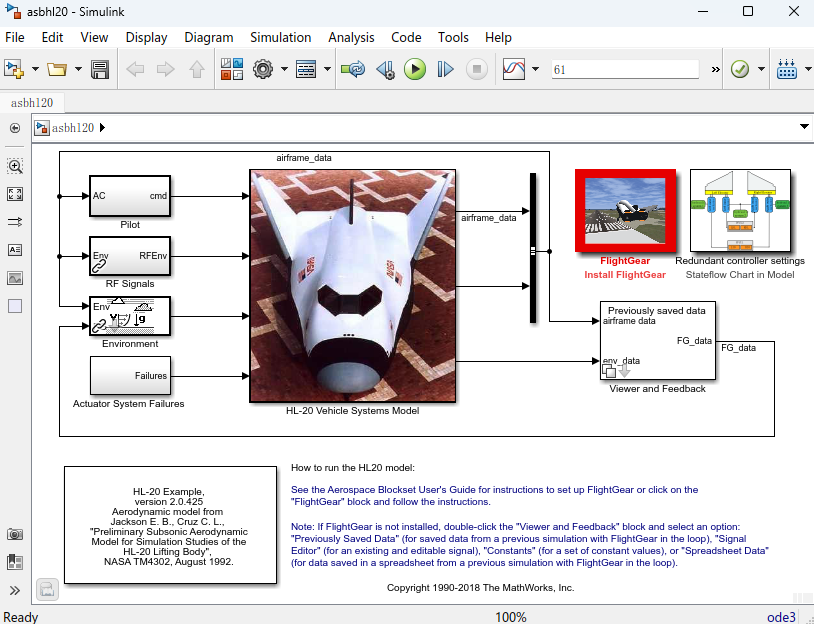 asbhl20 - Simulink
File Edit View Display Diagram Simulation Analysis Code Tools Help
61
asbhl20
asbhl20
airframe_data
AC cmd
Pilot
Env RFEnv
RF Signals
Env
Environment
Failures
Actuator System Failures
NASA
NASA
HL-20 Vehicle Systems Model
airframe_data
FlightGear
Install FlightGear
Redundant controller settings
Stateflow Chart in Model
Previously saved data
airframe data
FG_data
env_data
FG_data
Viewer and Feedback
HL-20 Example,
version 2.0.425
Aerodynamic model from
Jackson E. B., Cruz C. L.,
"Preliminary Subsonic Aerodynamic
Model for Simulation Studies of the
HL-20 Lifting Body",
NASA TM4302, August 1992.
How to run the HL20 model:
See the Aerospace Blockset User's Guide for instructions to set up FlightGear or click on the
"FlightGear" block and follow the instructions.
Note: If FlightGear is not installed, double-click the "Viewer and Feedback" block and select an option:
"Previously Saved Data" (for saved data from a previous simulation with FlightGear in the loop), "Signal
Editor" (for an existing and editable signal), "Constants" (for a set of constant values), or "Spreadsheet Data"
(for data saved in a spreadsheet from a previous simulation with FlightGear in the loop).
Copyright 1990-2018 The MathWorks, Inc.
Ready 100% ode3